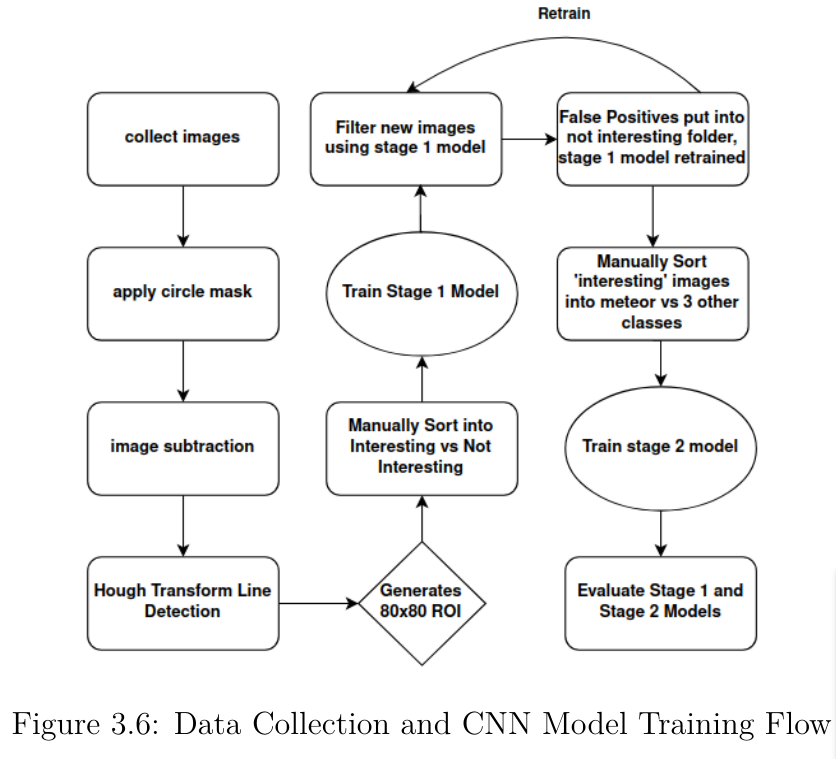 Retrain
collect images
apply circle mask
image subtraction
Hough Transform Line
Detection
Generates
80x80 ROI
Manually Sort into
Interesting vs Not
Interesting
Train Stage 1 Model
Filter new images
using stage 1 model
False Positives put into
not interesting folder,
stage 1 model retrained
Manually Sort
'interesting' images
into meteor vs 3 other
classes
Train stage 2 model
Evaluate Stage 1 and
Stage 2 Models
Figure 3.6: Data Collection and CNN Model Training Flow